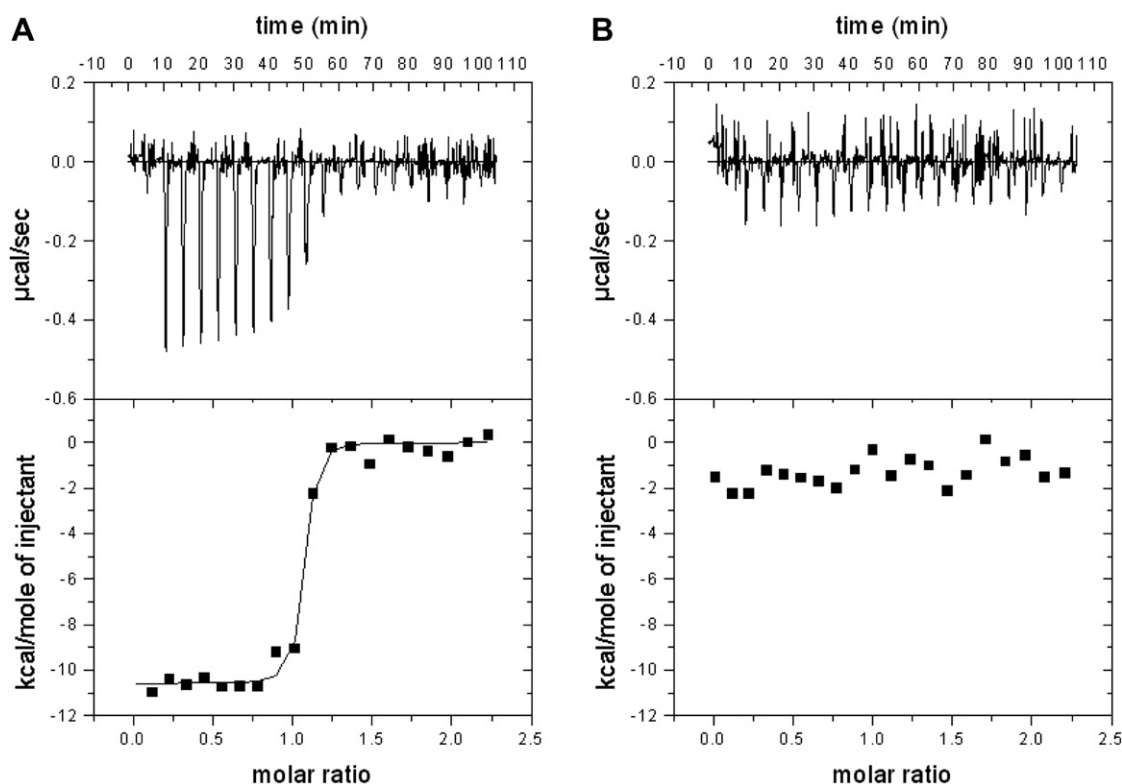 A
time (min)
-10 0 10 20 30 40 50 60 70 80 90 100 110
0.2
0.0
-0.2
-0.4
-0.6
µcal/sec
0
-2
-4
-6
-8
-10
-12
kcal/mole of injectant
0.0 0.5 1.0 1.5 2.0 2.5
molar ratio
B
time (min)
-10 0 10 20 30 40 50 60 70 80 90 100 110
0.2
0.0
-0.2
-0.4
-0.6
µcal/sec
0
-2
-4
-6
-8
-10
-12
kcal/mole of injectant
0.0 0.5 1.0 1.5 2.0 2.5
molar ratio